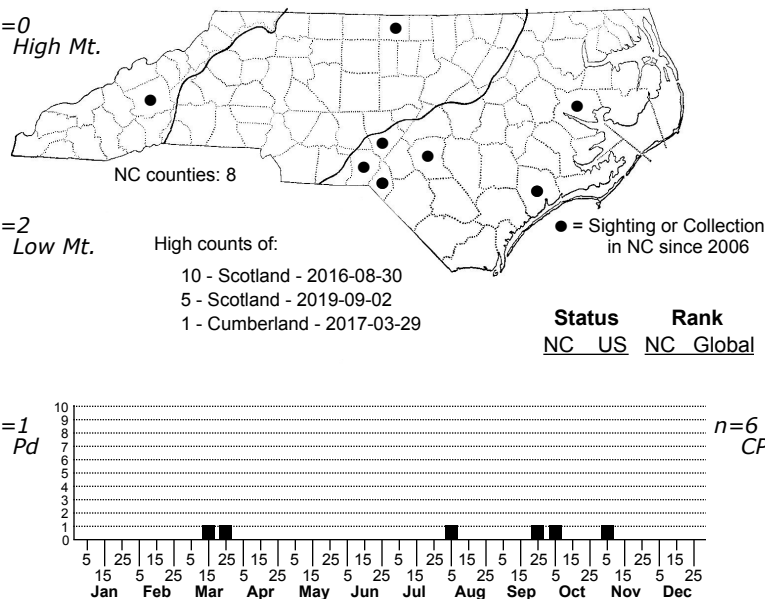 =0
High Mt.
NC counties: 8
=2
Low Mt.
High counts of:
10 - Scotland - 2016-08-30
5 - Scotland - 2019-09-02
1 - Cumberland - 2017-03-29
= Sighting or Collection
in NC since 2006
Status Rank
NC US NC Global
=1
Pd
n=6
CP
10
9
8
7
6
5
4
3
2
1
0
5 25 15 5 25 15 5 25 15 5 25 15 5 25 15 5 25 15
15 5 25 15 5 25 15 5 25 15 5 25 15 5 25 15 5 25
Jan Feb Mar Apr May Jun Jul Aug Sep Oct Nov Dec